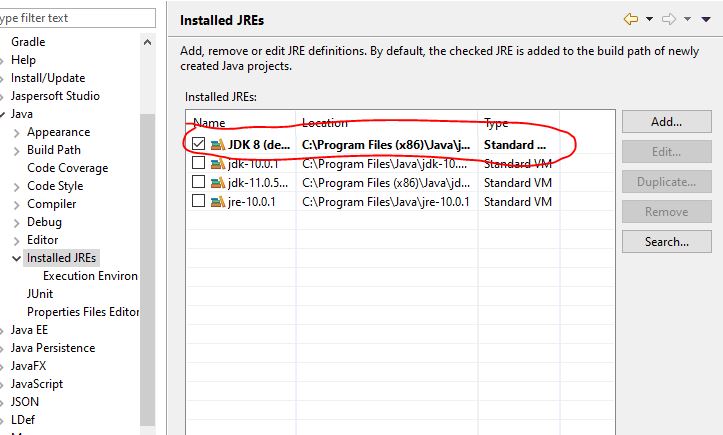 ype filter text
Gradle
Help
Install/Update
Jaspersoft Studio
Java
Appearance
Build Path
Code Coverage
Code Style
Compiler
Debug
Editor
Installed JREs
Execution Environ
JUnit
Properties Files Editor
Java EE
Java Persistence
JavaFX
JavaScript
JSON
LDef
Installed JREs
Add, remove or edit JRE definitions. By default, the checked JRE is added to the build path of newly
created Java projects.
Installed JREs:
Name Location Type
JDK 8 (de... C:\Program Files (x86)\Java\j... Standard ...
jdk-10.0.1 C:\Program Files\Java\jdk-10.... Standard VM
jdk-11.0.5... C:\Program Files (x86)\Java\jd... Standard VM
jre-10.0.1 C:\Program Files\Java\jre-10.0.1 Standard VM
Add...
Edit...
Duplicate...
Remove
Search...